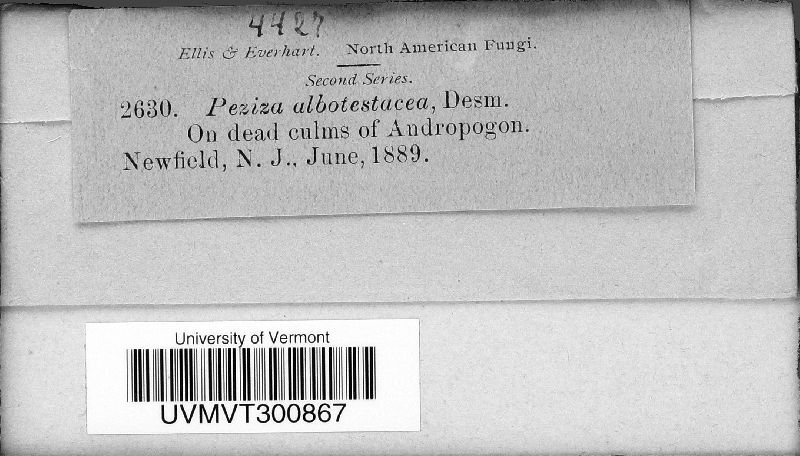 4427
Ellis & Everhart. North American Fungi.
Second Series.
2630. Peziza albotestacea, Desm.
On dead culms of Andropogon.
Newfield, N. J., June, 1889.
University of Vermont
UVMVT300867